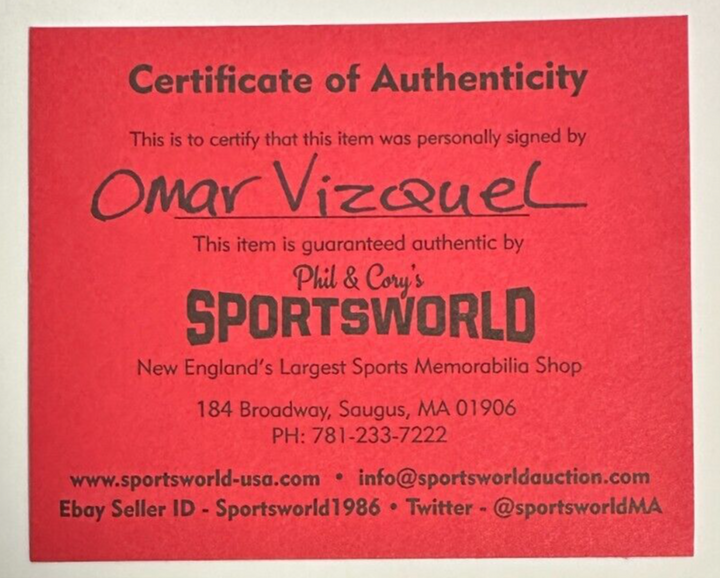 Certificate of Authenticity
This is to certify that this item was personally signed by
Omar Vizquel
This item is guaranteed authentic by
Phil & Cory's
SPORTSWORLD
New England's Largest Sports Memorabilia Shop
184 Broadway, Saugus, MA 01906
PH: 781-233-7222
www.sportsworld-usa.com • info@sportsworldauction.com
Ebay Seller ID - Sportsworld1986 • Twitter - @sportsworldMA